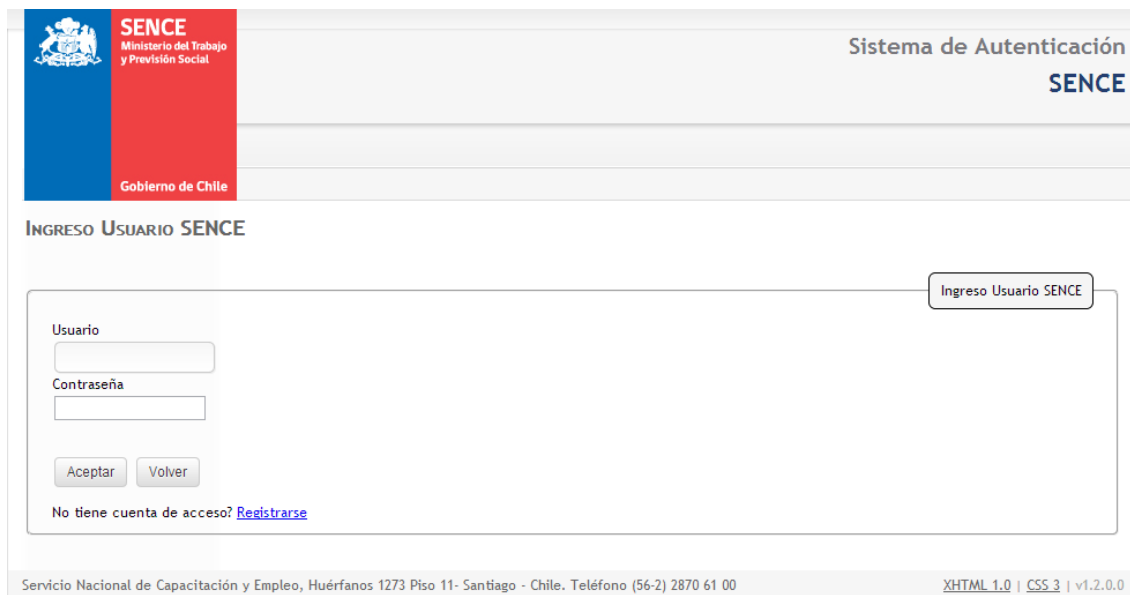 SENCE
Ministerio del Trabajo
y Previsión Social
Gobierno de Chile
Sistema de Autenticación
SENCE
Ingreso Usuario SENCE
Ingreso Usuario SENCE
Usuario
Contraseña
Aceptar Volver
No tiene cuenta de acceso? Registrarse
Servicio Nacional de Capacitación y Empleo, Huérfanos 1273 Piso 11- Santiago - Chile. Teléfono (56-2) 2870 61 00 XHTML 1.0 | CSS 3 | v1.2.0.0